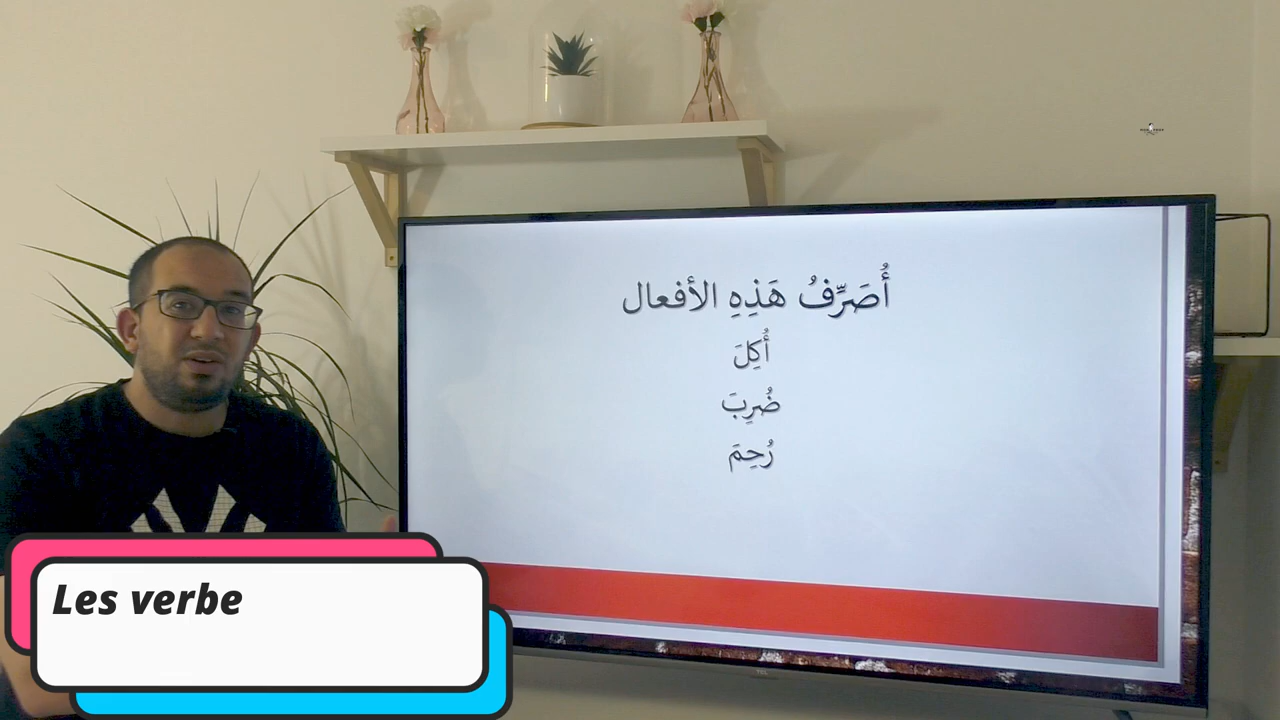 أُصَرِّفُ هَذِهِ الأفعال
أُكِلَ
ضُرِبَ
رُحِمَ
Les verbe